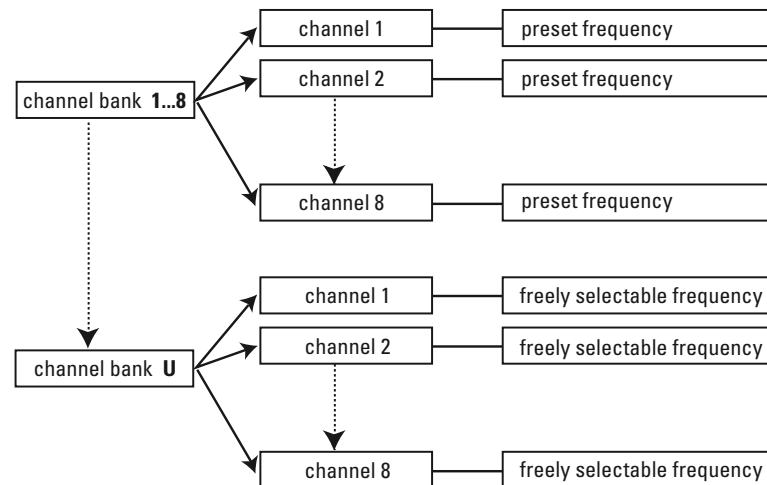 channel 1 preset frequency
channel 2 preset frequency
channel bank 1...8
channel 8 preset frequency
channel 1 freely selectable frequency
channel 2 freely selectable frequency
channel bank U
channel 8 freely selectable frequency